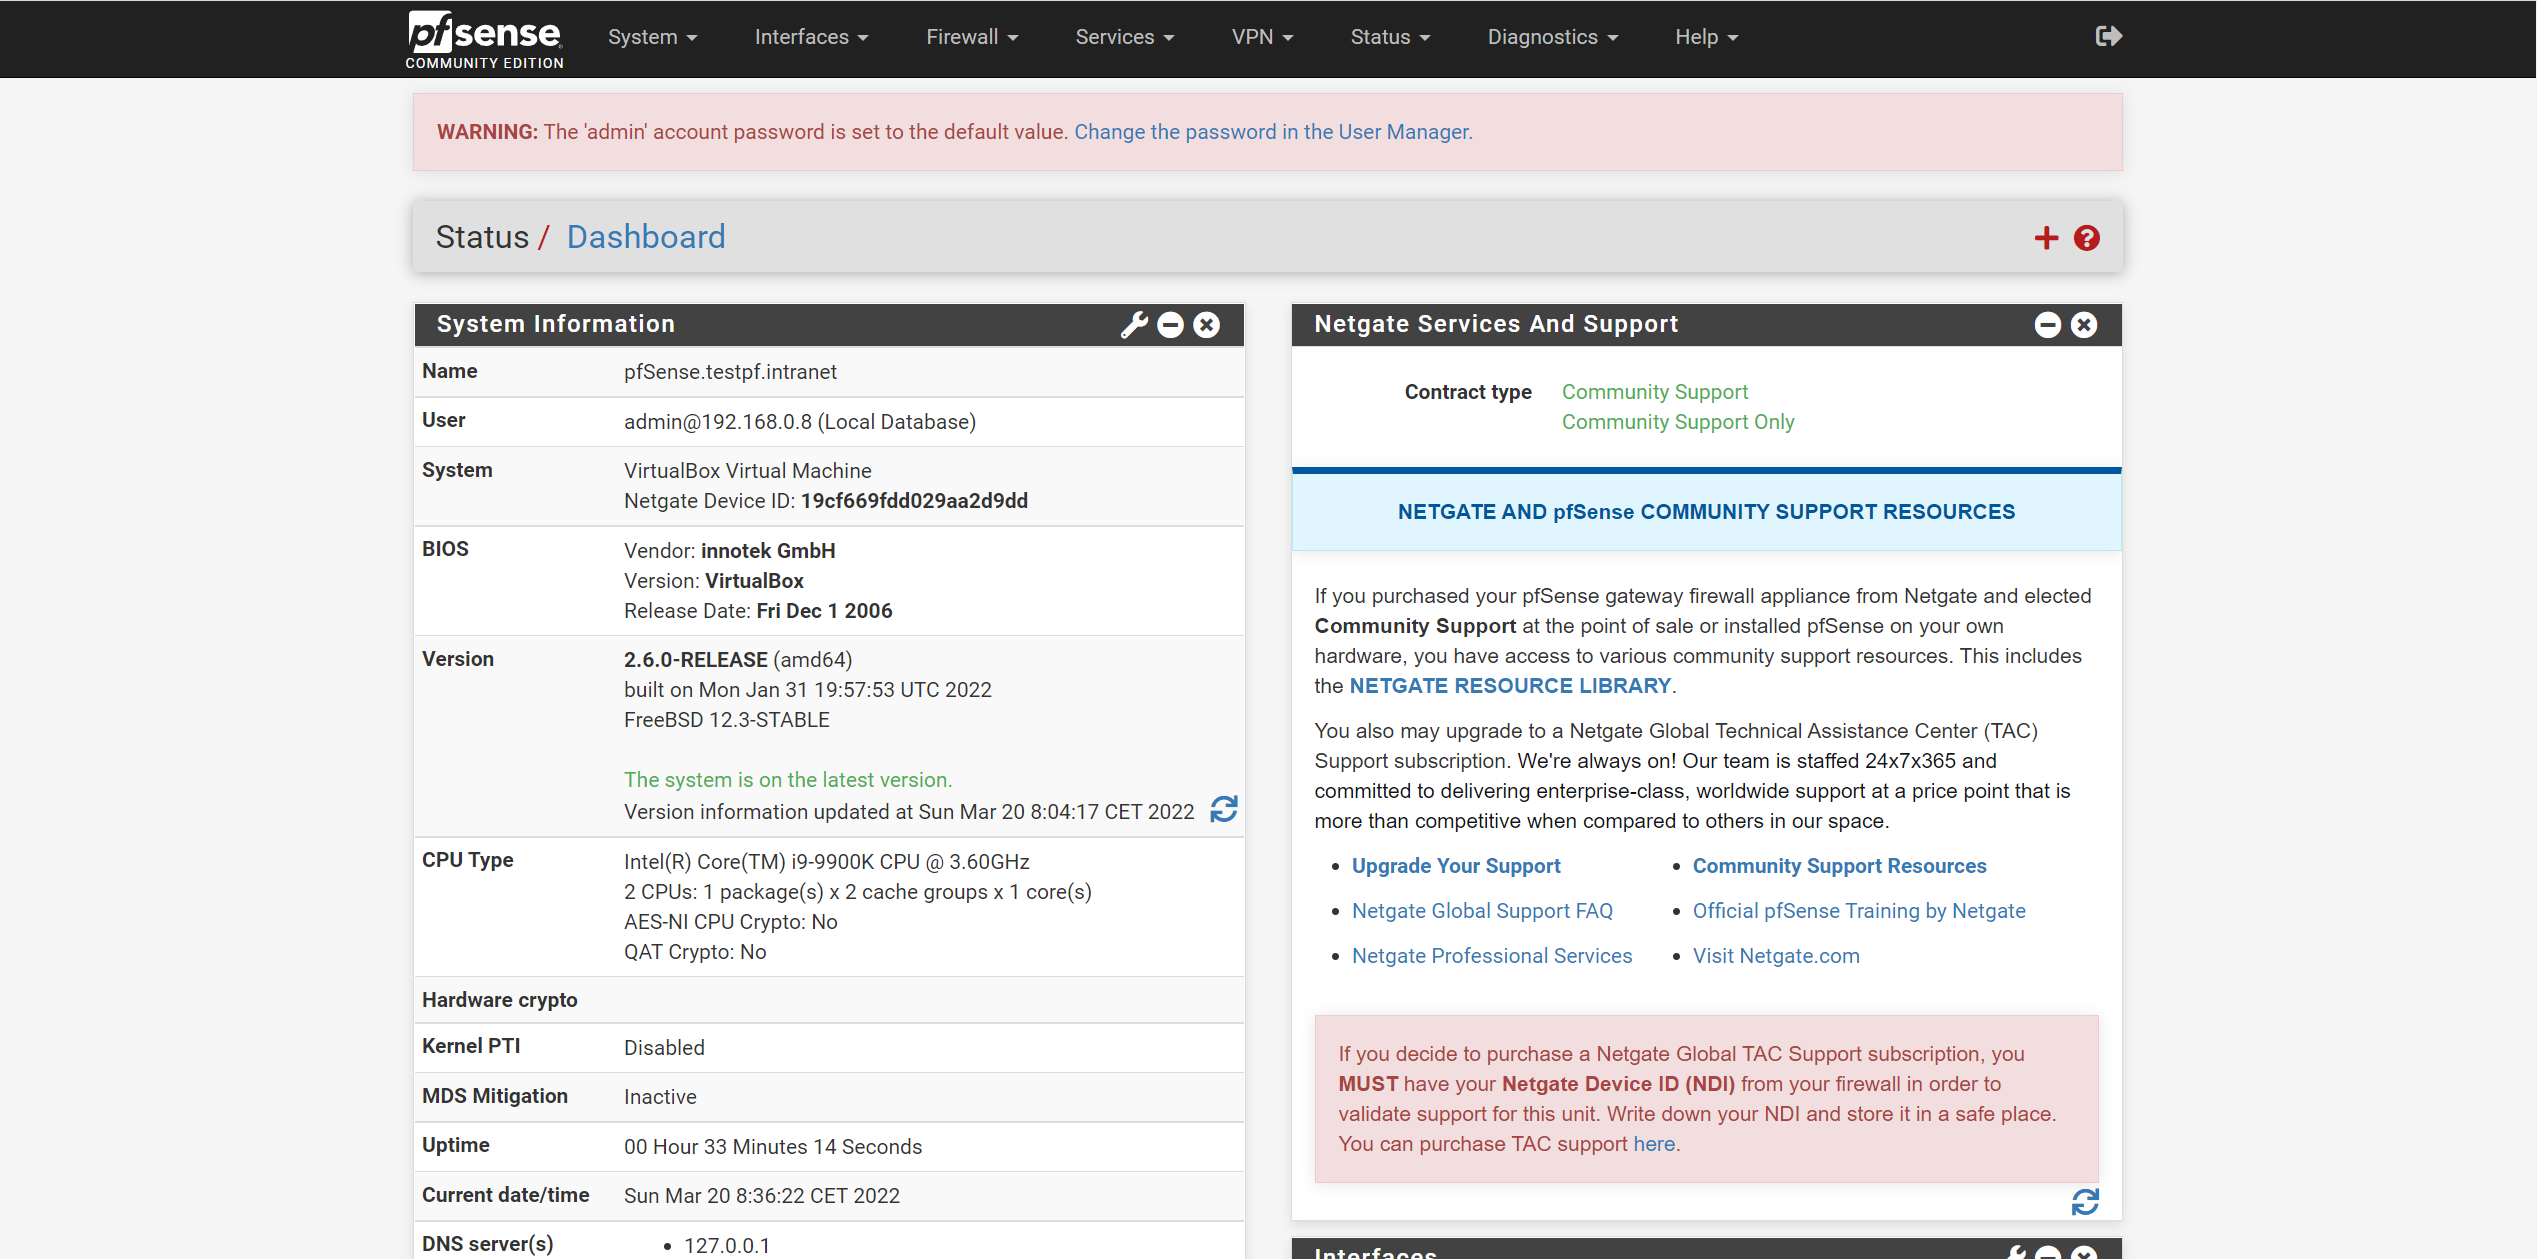 pfsense
COMMUNITY EDITION
System
Interfaces
Firewall
Services
VPN
Status
Diagnostics
Help
WARNING: The 'admin' account password is set to the default value. Change the password in the User Manager.
Status / Dashboard
System Information
Name
pfSense.testpf.intranet
User
admin@192.168.0.8 (Local Database)
System
VirtualBox Virtual Machine
Netgate Device ID: 19cf669fdd029aa2d9dd
BIOS
Vendor: innotek GmbH
Version: VirtualBox
Release Date: Fri Dec 1 2006
Version
2.6.0-RELEASE (amd64)
built on Mon Jan 31 19:57:53 UTC 2022
FreeBSD 12.3-STABLE
The system is on the latest version.
Version information updated at Sun Mar 20 8:04:17 CET 2022
CPU Type
Intel(R) Core(TM) i9-9900K CPU @ 3.60GHz
2 CPUs: 1 package(s) x 2 cache groups x 1 core(s)
AES-NI CPU Crypto: No
QAT Crypto: No
Hardware crypto
Kernel PTI
Disabled
MDS Mitigation
Inactive
Uptime
00 Hour 33 Minutes 14 Seconds
Current date/time
Sun Mar 20 8:36:22 CET 2022
DNS server(s)
• 127.0.0.1
Netgate Services And Support
Contract type
Community Support
Community Support Only
NETGATE AND pfSense COMMUNITY SUPPORT RESOURCES
If you purchased your pfSense gateway firewall appliance from Netgate and elected
Community Support at the point of sale or installed pfSense on your own
hardware, you have access to various community support resources. This includes
the NETGATE RESOURCE LIBRARY.
You also may upgrade to a Netgate Global Technical Assistance Center (TAC)
Support subscription. We're always on! Our team is staffed 24x7x365 and
committed to delivering enterprise-class, worldwide support at a price point that is
more than competitive when compared to others in our space.
• Upgrade Your Support
• Community Support Resources
• Netgate Global Support FAQ
• Official pfSense Training by Netgate
• Netgate Professional Services
• Visit Netgate.com
If you decide to purchase a Netgate Global TAC Support subscription, you
MUST have your Netgate Device ID (NDI) from your firewall in order to
validate support for this unit. Write down your NDI and store it in a safe place.
You can purchase TAC support here.
Interfaces